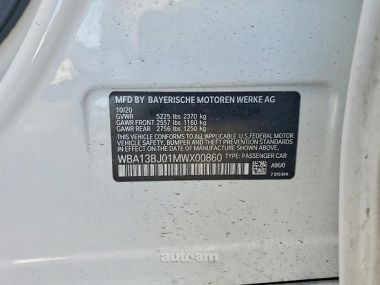 MFD BY BAYERISCHE MOTOREN WERKE AG
10/20
GVWR 5225 lbs 2370 kg
GAWR FRONT 2557 lbs 1160 kg
GAWR REAR 2756 lbs 1250 kg
THIS VEHICLE CONFORMS TO ALL APPLICABLE U.S.FEDERAL MOTOR
VEHICLE SAFETY, BUMPER, AND THEFT PREVENTION STANDARDS
IN EFFECT ON THE DATE OF MANUFACTURE SHOWN ABOVE.
WBA13BJ01MWX00860 TYPE: PASSENGER CAR
A96/0
autoam